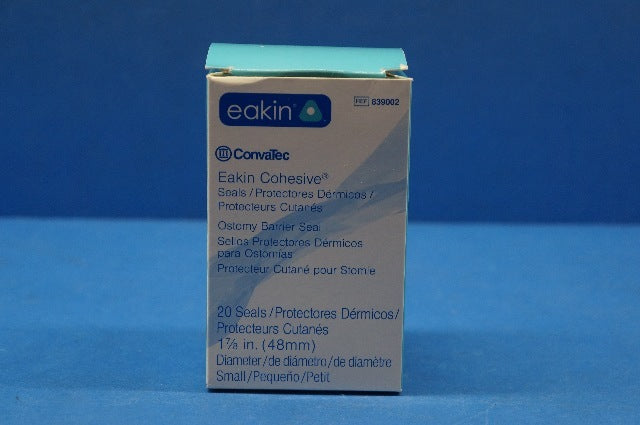 eakin
REF 839002
ConvaTec
Eakin Cohesive®
Seals / Protectores Dérmicos /
Protecteurs Cutanés
Ostomy Barrier Seal
Sellos Protectores Dérmicos
para Ostomías
Protecteur Cutané pour Stomie
20 Seals / Protectores Dérmicos /
Protecteurs Cutanés
1⅞ in. (48mm)
Diameter / de diámetro / de diamètre
Small / Pequeño / Petit